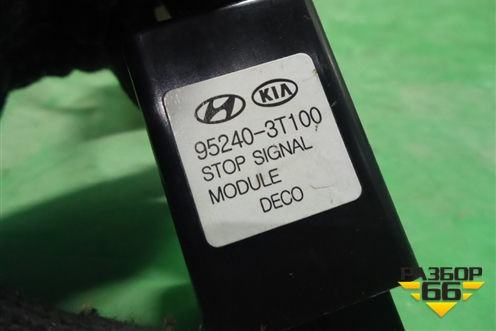 KIA
95240-3T100
STOP SIGNAL
MODULE
DECO
РАЗБОР
66